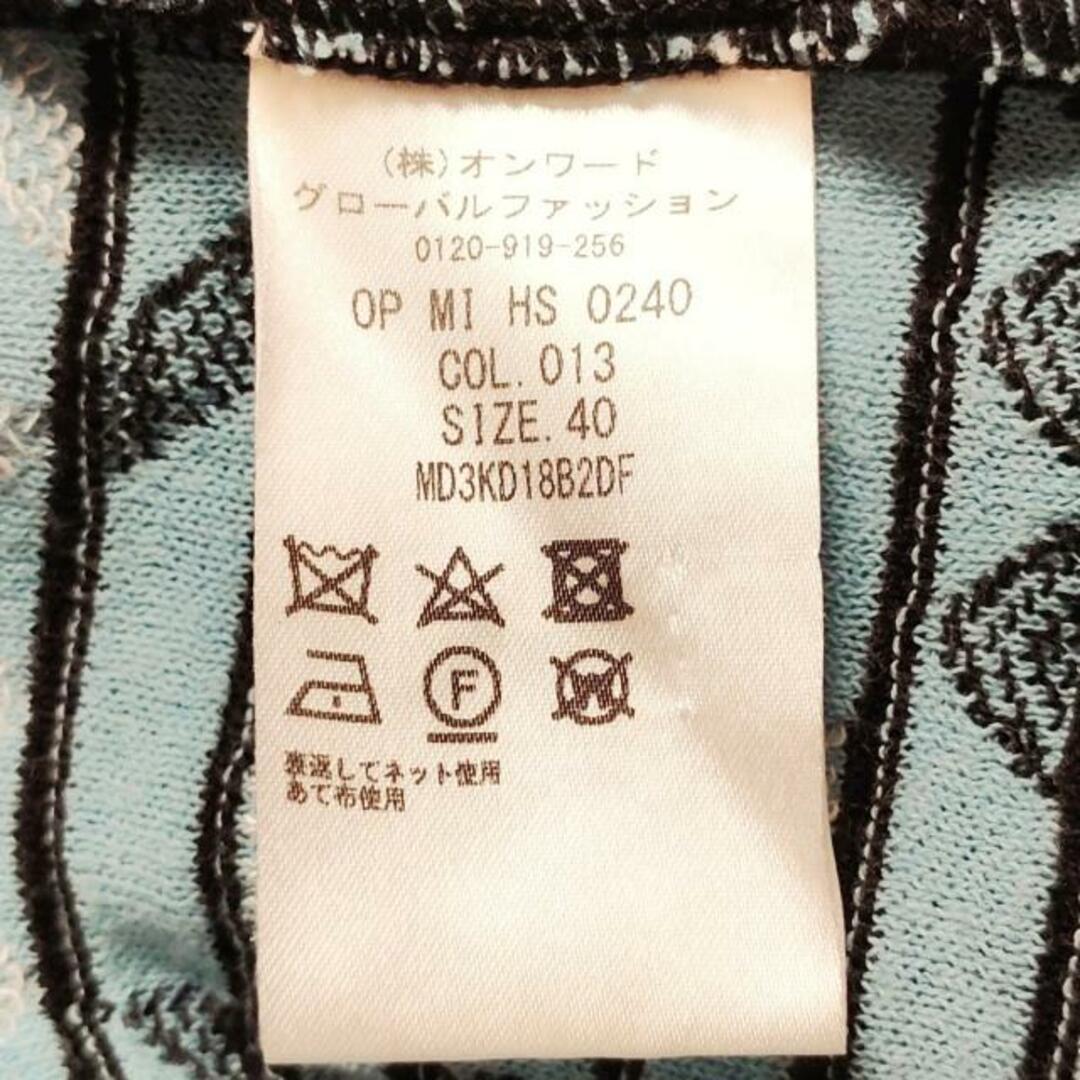 (株)オンワード
グローバルファッション
0120-919-256
OP MI HS 0240
COL. 013
SIZE. 40
MD3KD18B2DF
F
W
裏返してネット使用
あて布使用